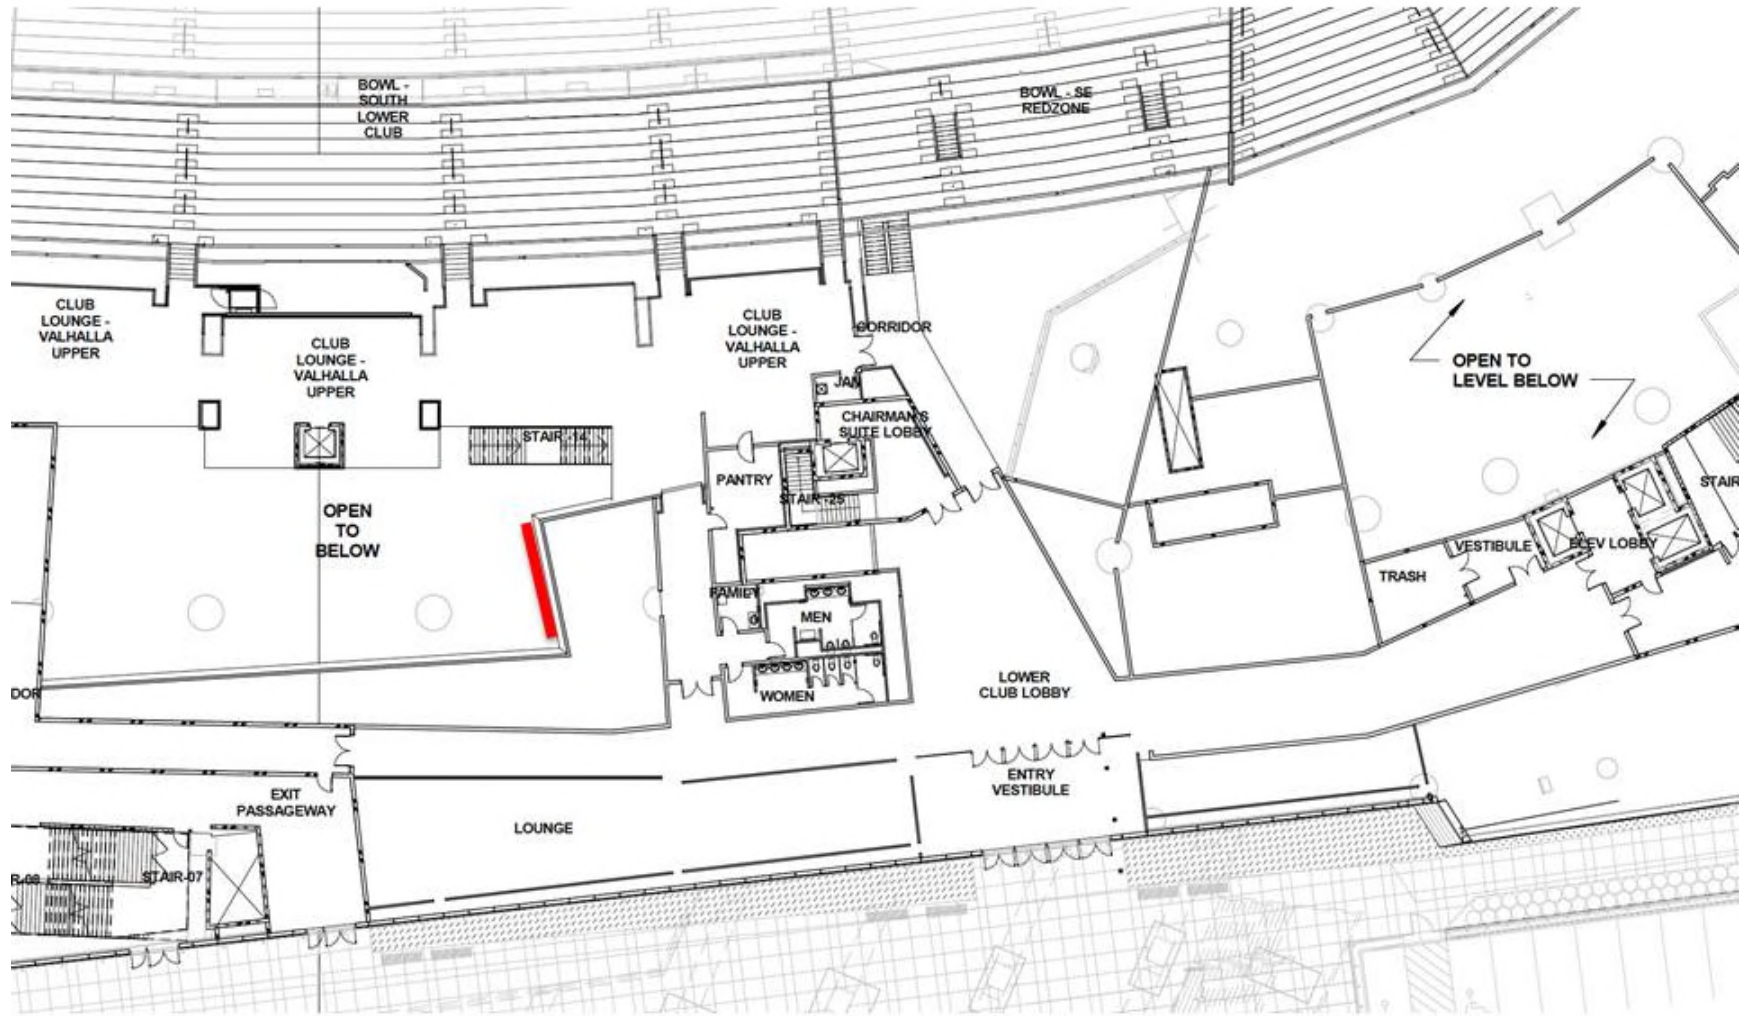 BOWL -
SOUTH
LOWER
CLUB
BOWL - SE
REDZONE
CLUB
LOUNGE -
VALHALLA
UPPER
CLUB
LOUNGE -
VALHALLA
UPPER
CLUB
LOUNGE -
VALHALLA
UPPER
CORRIDOR
OPEN TO
LEVEL BELOW
JAN
CHAIRMAN'S
SUITE LOBBY
STAIR -14
PANTRY
STAIR -25
STAIR
OPEN
TO
BELOW
VESTIBULE
ELEV LOBBY
TRASH
FAMILY
MEN
WOMEN
LOWER
CLUB LOBBY
DOR
ENTRY
VESTIBULE
EXIT
PASSAGEWAY
LOUNGE
STAIR-07